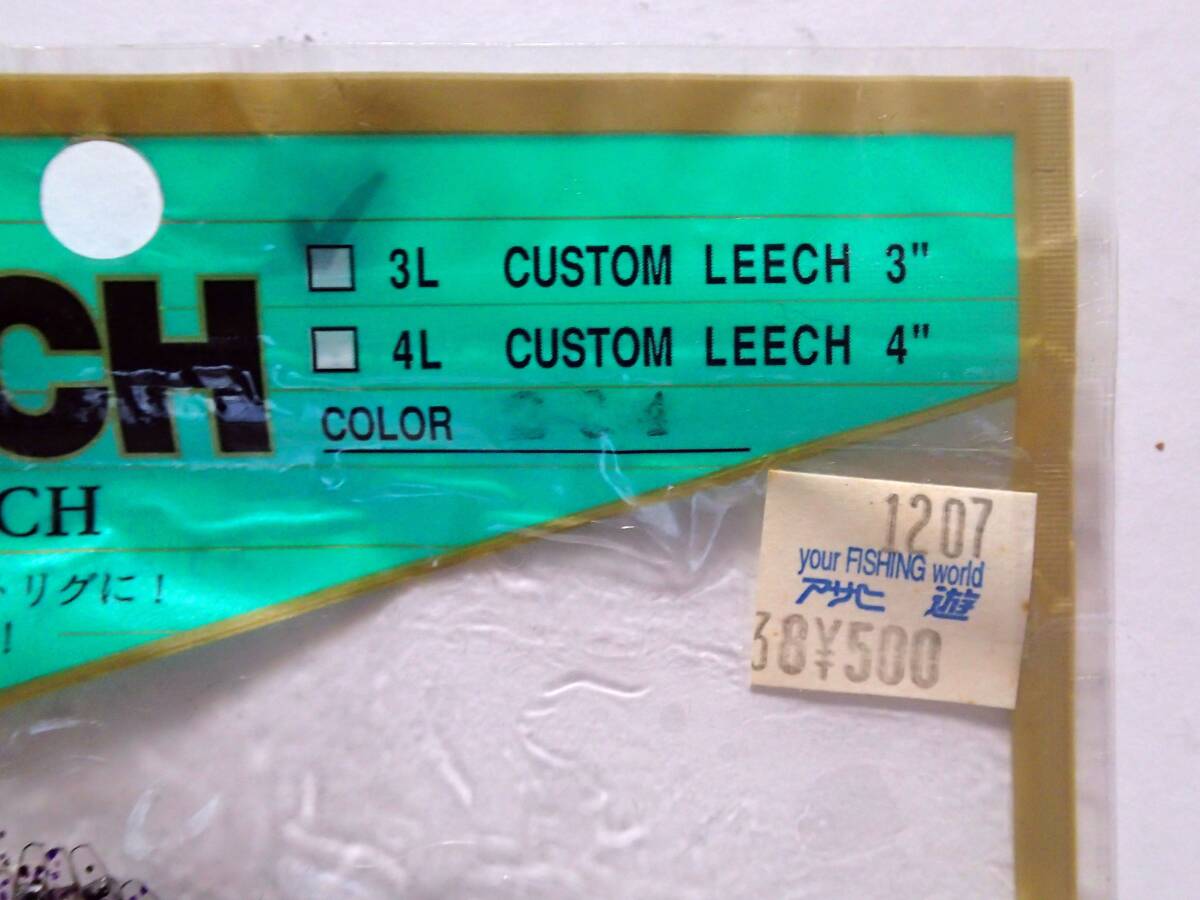 3L CUSTOM LEECH 3"
4L CUSTOM LEECH 4"
CH
COLOR
CH
トリグに!
!
1207
your FISHING world
アサヒ 遊
38¥500